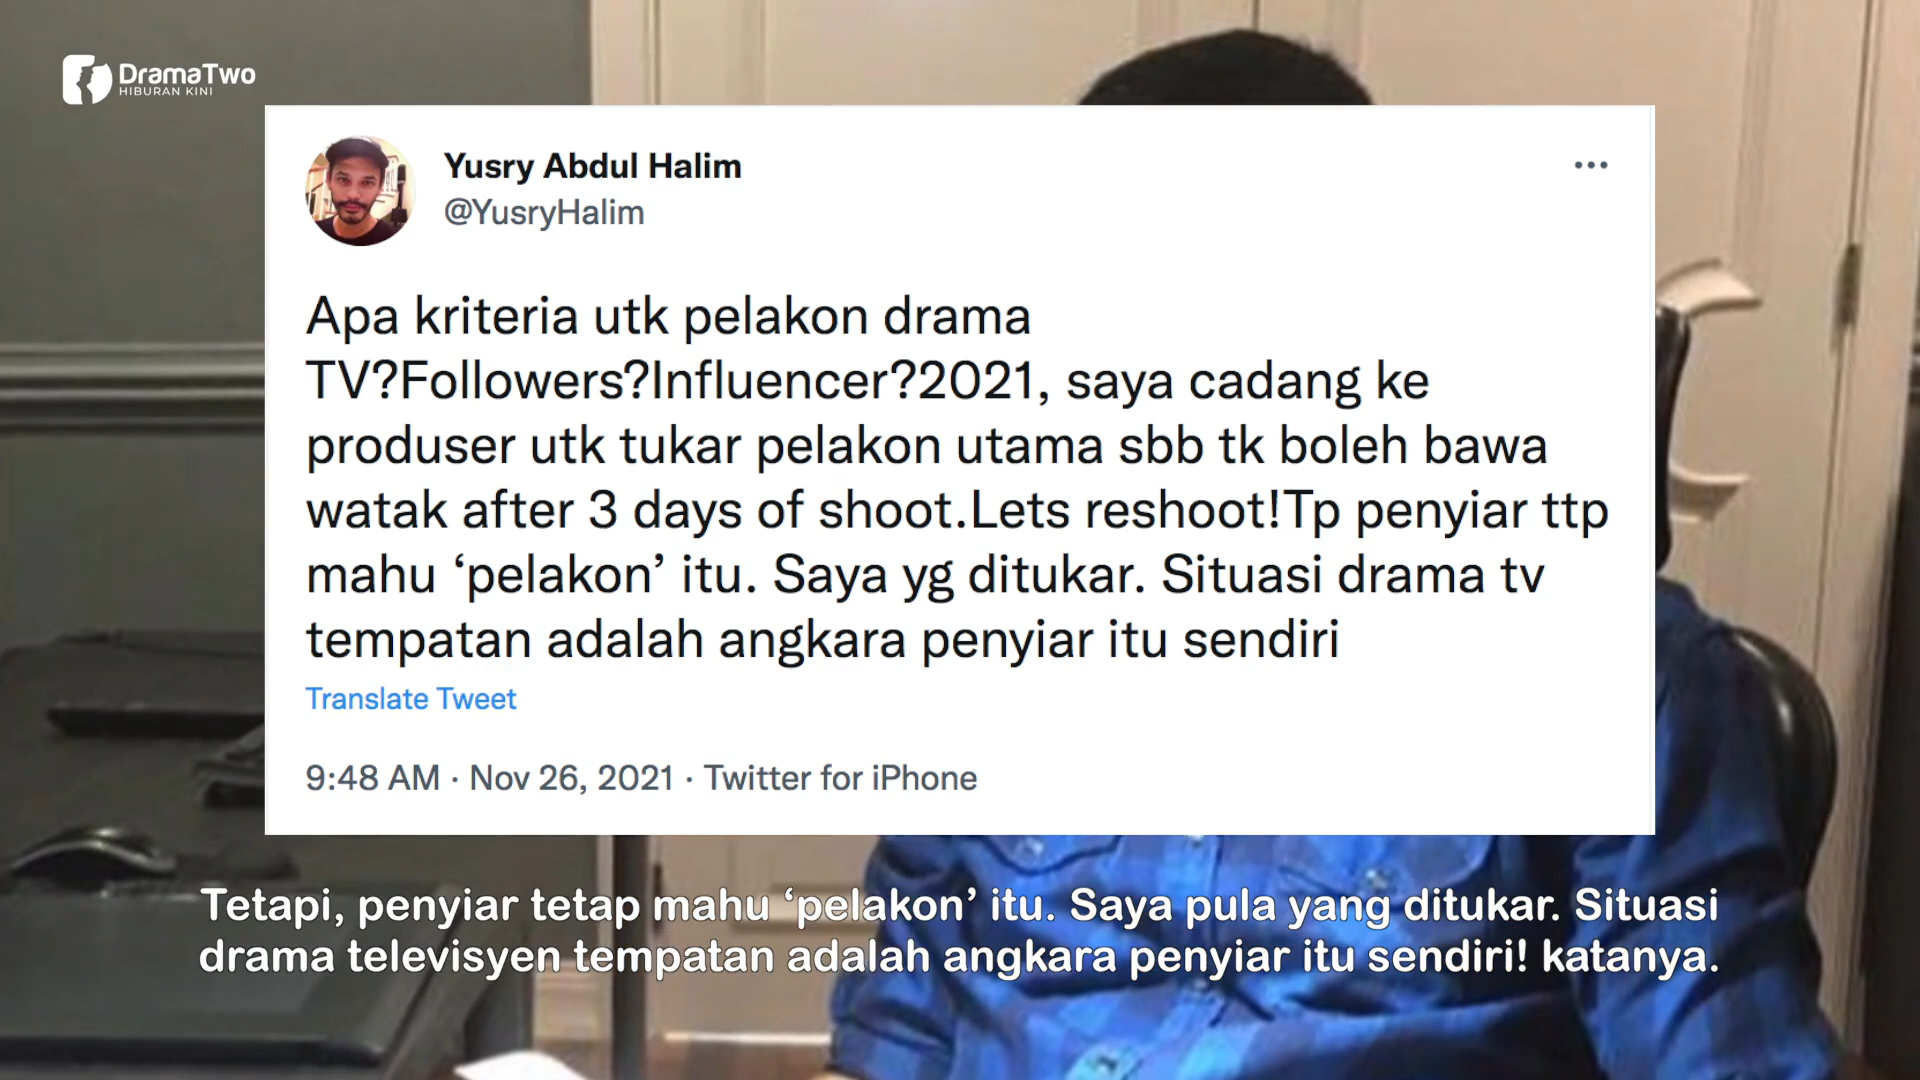 DramaTwo
HIBURAN KINI
Yusry Abdul Halim
@YusryHalim
Apa kriteria utk pelakon drama
TV?Followers?Influencer?2021, saya cadang ke
produser utk tukar pelakon utama sbb tk boleh bawa
watak after 3 days of shoot.Lets reshoot!Tp penyiar ttp
mahu ‘pelakon’ itu. Saya yg ditukar. Situasi drama tv
tempatan adalah angkara penyiar itu sendiri
Translate Tweet
9:48 AM · Nov 26, 2021 · Twitter for iPhone
Tetapi, penyiar tetap mahu ‘pelakon’ itu. Saya pula yang ditukar. Situasi
drama televisyen tempatan adalah angkara penyiar itu sendiri! katanya.